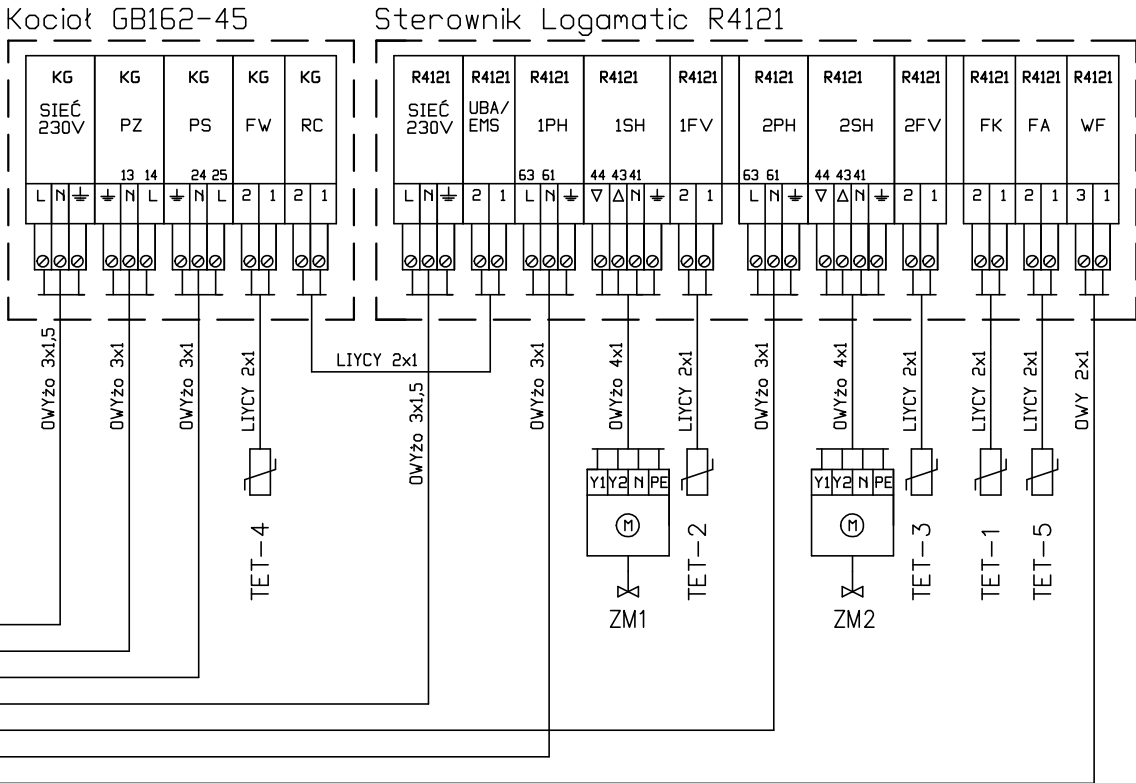 Kocioł GB162-45 Sterownik Logamatic R4121
KG KG KG KG KG R4121 R4121 R4121 R4121 R4121 R4121 R4121 R4121 R4121 R4121 R4121
SIEĆ 230V PZ PS FW RC SIEĆ 230V UBA/EMS 1PH 1SH 1FV 2PH 2SH 2FV FK FA WF
13 14 24 25 63 61 44 43 41 63 61 44 43 41
L N N L N L 2 1 2 1 L N 2 1 L N ▽ △ N 2 1 L N ▽ △ N 2 1 2 1 2 1 3 1
OWYżo 3x1,5
OWYżo 3x1
OWYżo 3x1
LIYCY 2x1
LIYCY 2x1
OWYżo 3x1,5
OWYżo 3x1
OWYżo 4x1
LIYCY 2x1
OWYżo 3x1
OWYżo 4x1
LIYCY 2x1
LIYCY 2x1
LIYCY 2x1
OWY 2x1
Y1 Y2 N PE Y1 Y2 N PE
M M
TET-4
TET-2
TET-3
TET-1
TET-5
ZM1 ZM2